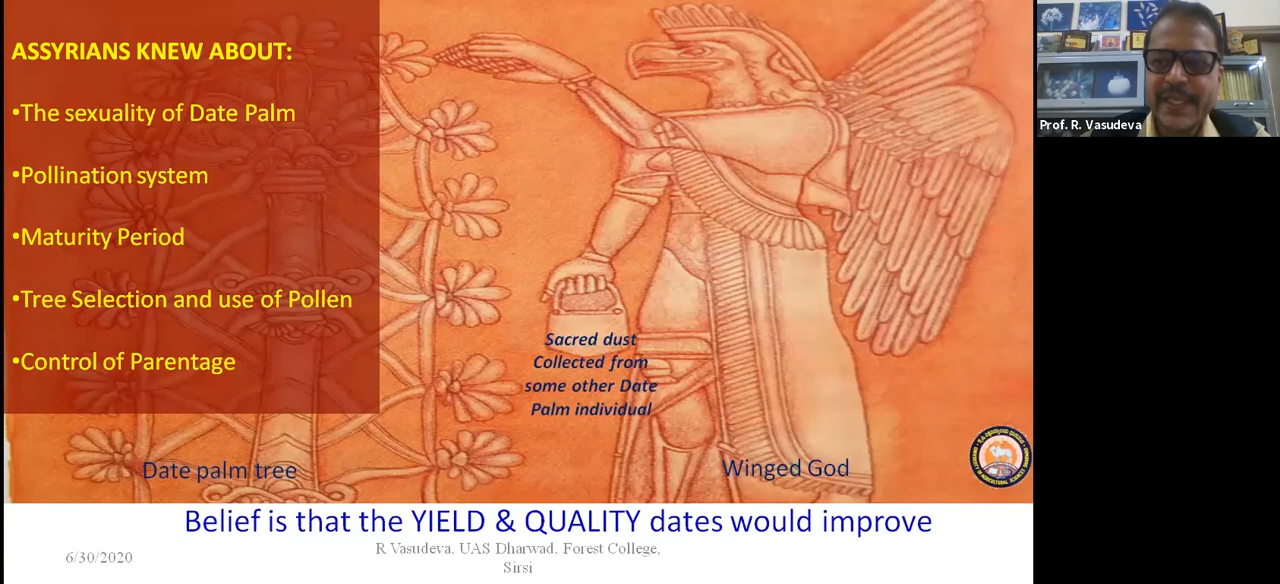 ASSYRIANS KNEW ABOUT:
•The sexuality of Date Palm
•Pollination system
•Maturity Period
•Tree Selection and use of Pollen
•Control of Parentage
Sacred dust
Collected from
some other Date
Palm individual
Date palm tree
Winged God
Belief is that the YIELD & QUALITY dates would improve
6/30/2020
R Vasudeva, UAS Dharwad, Forest College,
Sirsi
Prof. R. Vasudeva